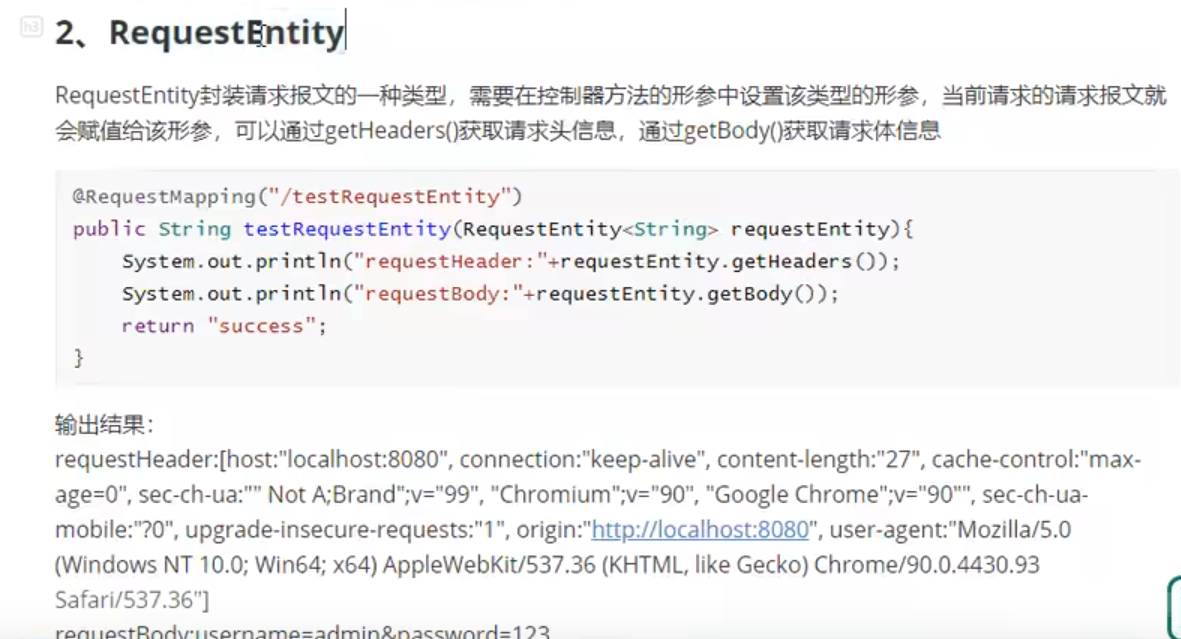 h3
2、RequestEntity
RequestEntity封装请求报文的一种类型，需要在控制器方法的形参中设置该类型的形参，当前请求的请求报文就
会赋值给该形参，可以通过getHeaders()获取请求头信息，通过getBody()获取请求体信息
@RequestMapping("/testRequestEntity")
public String testRequestEntity(RequestEntity<String> requestEntity){
System.out.println("requestHeader:"+requestEntity.getHeaders());
System.out.println("requestBody:"+requestEntity.getBody());
return "success";
}
输出结果：
requestHeader:[host:"localhost:8080", connection:"keep-alive", content-length:"27", cache-control:"max-
age=0", sec-ch-ua:"" Not A;Brand";v="99", "Chromium";v="90", "Google Chrome";v="90"", sec-ch-ua-
mobile:"?0", upgrade-insecure-requests:"1", origin:"http://localhost:8080", user-agent:"Mozilla/5.0
(Windows NT 10.0; Win64; x64) AppleWebKit/537.36 (KHTML, like Gecko) Chrome/90.0.4430.93
Safari/537.36"]
requestBody:username=admin&password=123